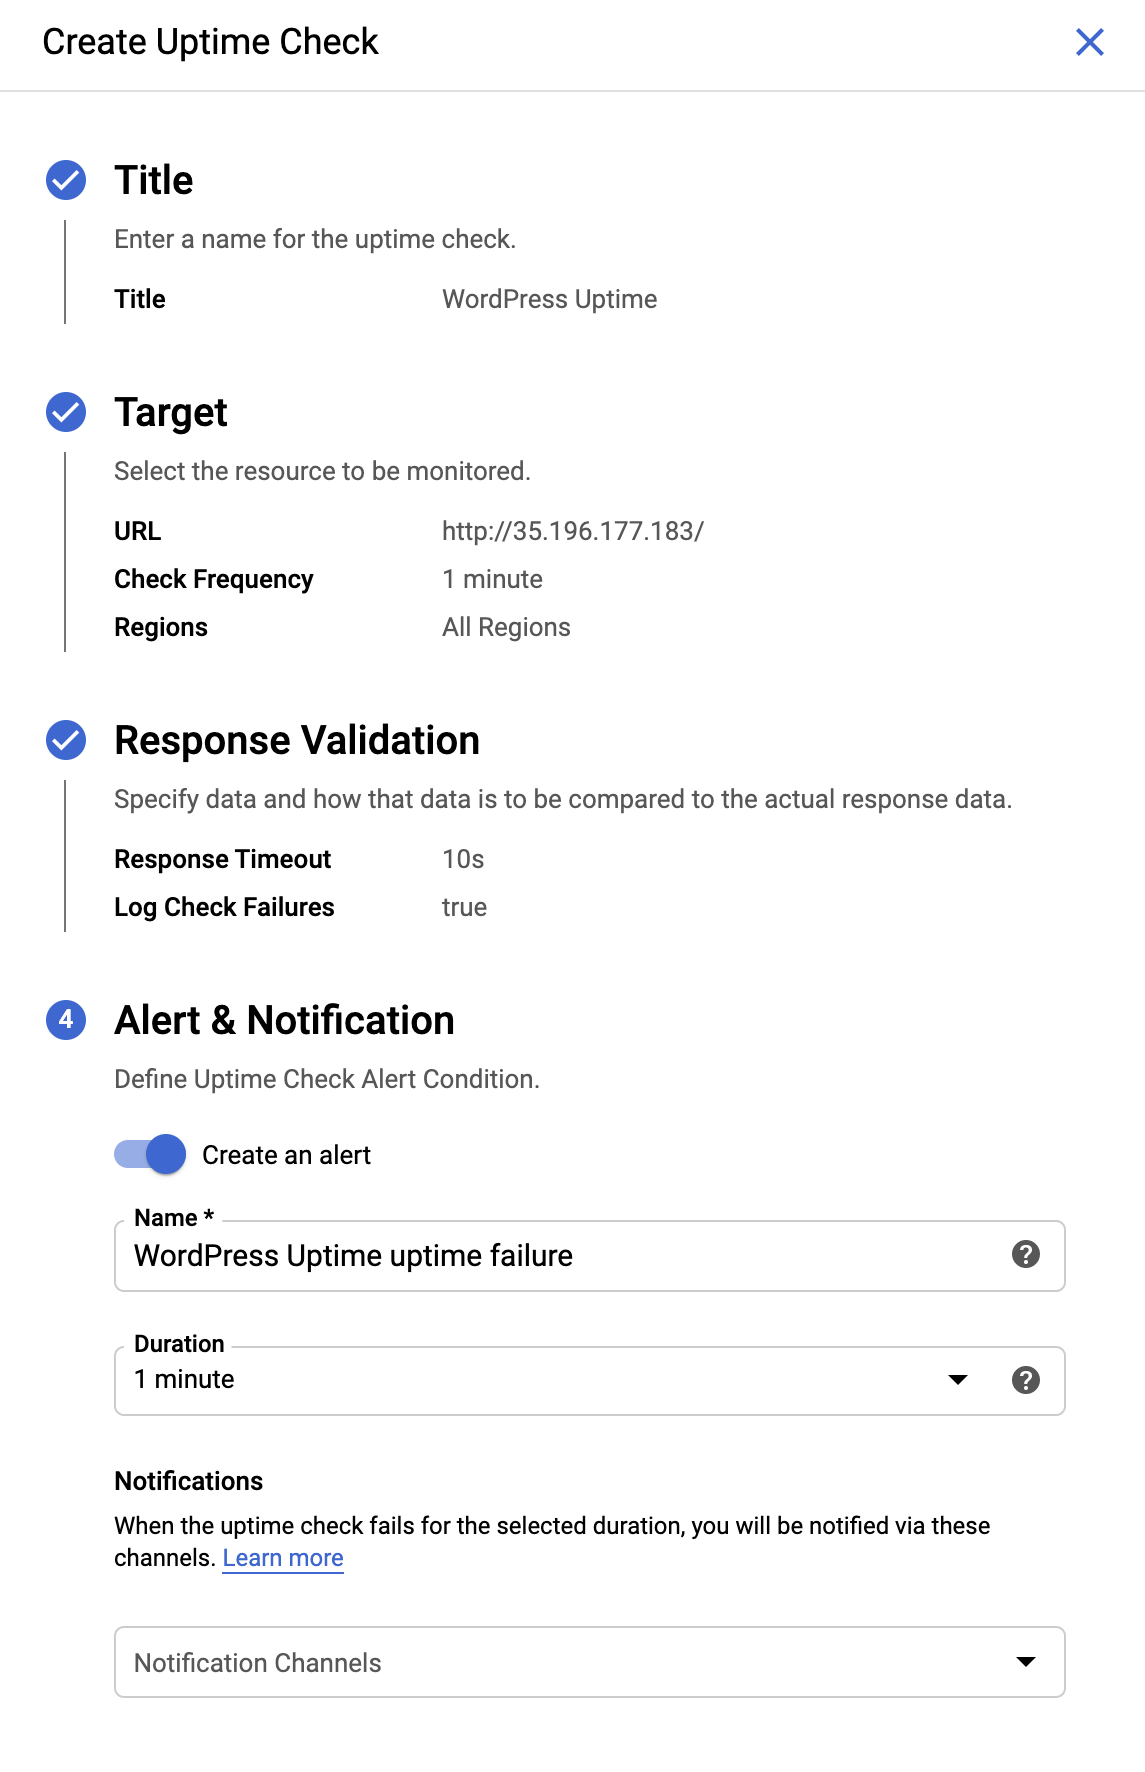 Create Uptime Check
Title
Enter a name for the uptime check.
Title WordPress Uptime
Target
Select the resource to be monitored.
URL http://35.196.177.183/
Check Frequency 1 minute
Regions All Regions
Response Validation
Specify data and how that data is to be compared to the actual response data.
Response Timeout 10s
Log Check Failures true
4 Alert & Notification
Define Uptime Check Alert Condition.
Create an alert
Name *
WordPress Uptime uptime failure ?
Duration
1 minute ?
Notifications
When the uptime check fails for the selected duration, you will be notified via these
channels. Learn more
Notification Channels